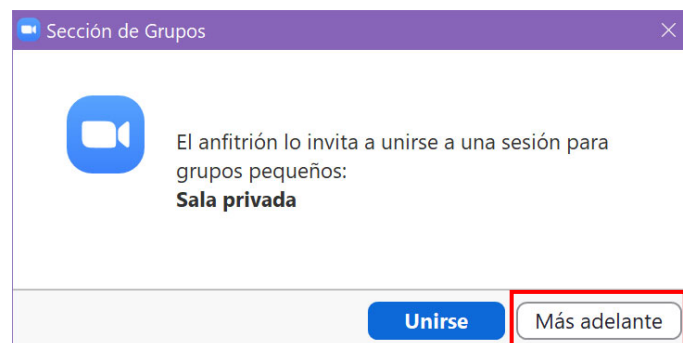 Sección de Grupos
El anfitrión lo invita a unirse a una sesión para
grupos pequeños:
Sala privada
Unirse
Más adelante